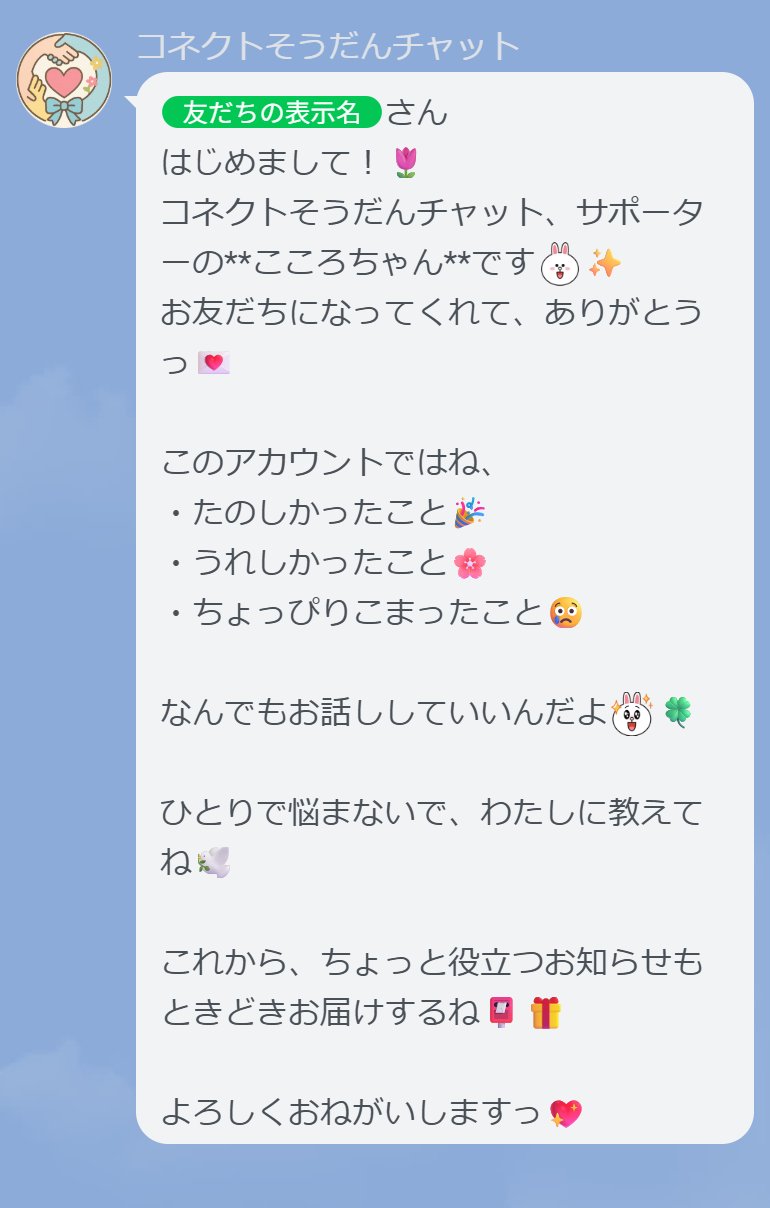 コネクトそうだんチャット
友だちの表示名さん
はじめまして！🌷
コネクトそうだんチャット、サポータ
ーの**こころちゃん**です✨
お友だちになってくれて、ありがとう
っ 💌
このアカウントではね、
・たのしかったこと🎉
・うれしかったこと🌸
・ちょっぴりこまったこと😢
なんでもお話ししていいんだよ🍀
ひとりで悩まないで、わたしに教えて
ね🕊️
これから、ちょっと役立つお知らせも
ときどきお届けするね📮🎁
よろしくおねがいしますっ 💖